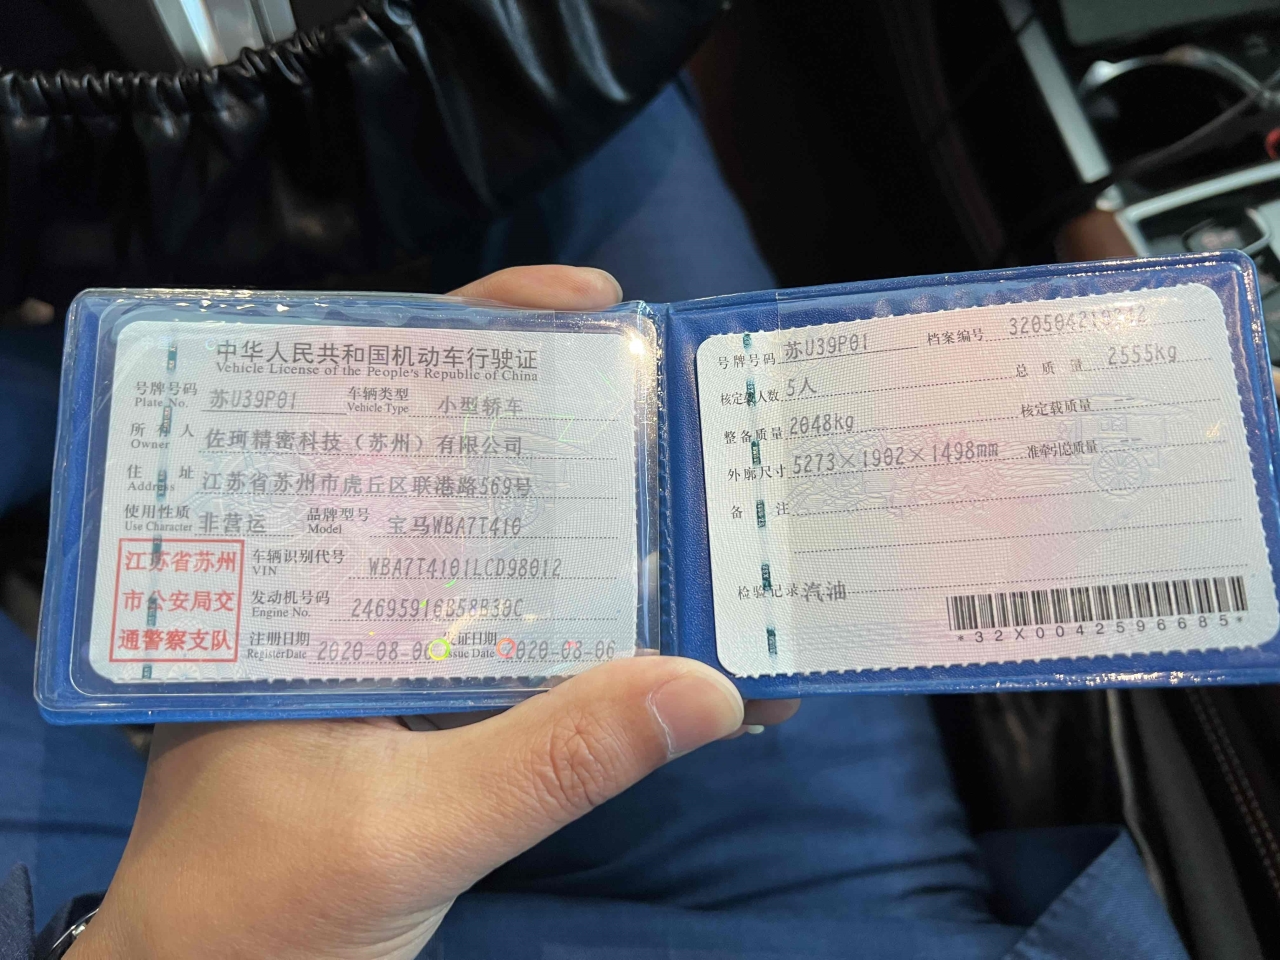 中华人民共和国机动车行驶证
Vehicle License of the People's Republic of China
号牌号码 苏U39P01 车辆类型 小型轿车
Plate No. Vehicle Type
所有人 佐珂精密科技（苏州）有限公司
Owner
住址 江苏省苏州市虎丘区联港路569号
Address
使用性质 非营运 品牌型号 宝马WBA7T410
Use Character Model
江苏省苏州
市公安局交
通警察支队
车辆识别代号 WBA7T4101LCD98012
VIN
发动机号码 24695916B58B30C
Engine No.
注册日期 2020-08-06 发证日期 2020-08-06
Register Date Issue Date
号牌号码 苏U39P01 档案编号
核定载人数 5人 总质量 2555kg
整备质量 2048kg 核定载质量
外廓尺寸 5273×1902×1498mm 准牵引总质量
备注
检验记录 汽油
*32X0042596685*